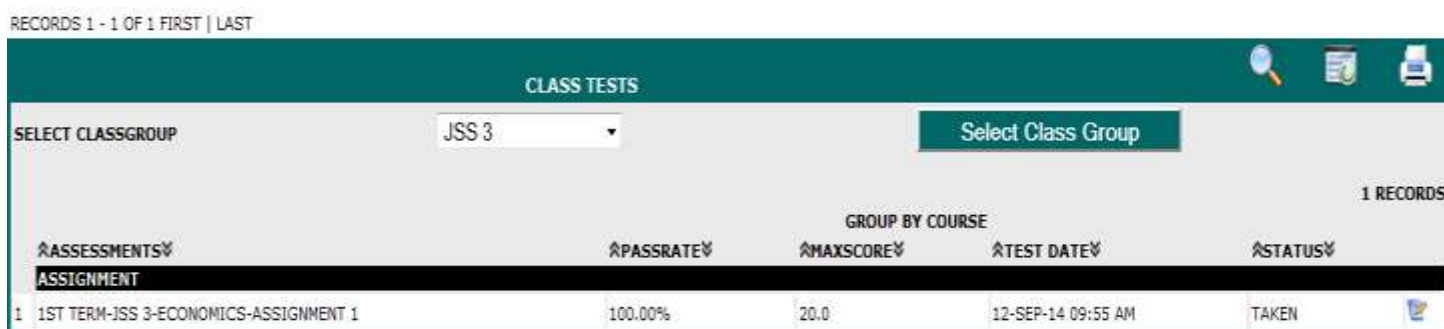 RECORDS 1 - 1 OF 1 FIRST | LAST
CLASS TESTS
SELECT CLASSGROUP JSS 3 Select Class Group
1 RECORDS
GROUP BY COURSE
ASSESSMENTS PASSRATE MAXSCORE TEST DATE STATUS
ASSIGNMENT
1 1ST TERM-JSS 3-ECONOMICS-ASSIGNMENT 1 100.00% 20.0 12-SEP-14 09:55 AM TAKEN